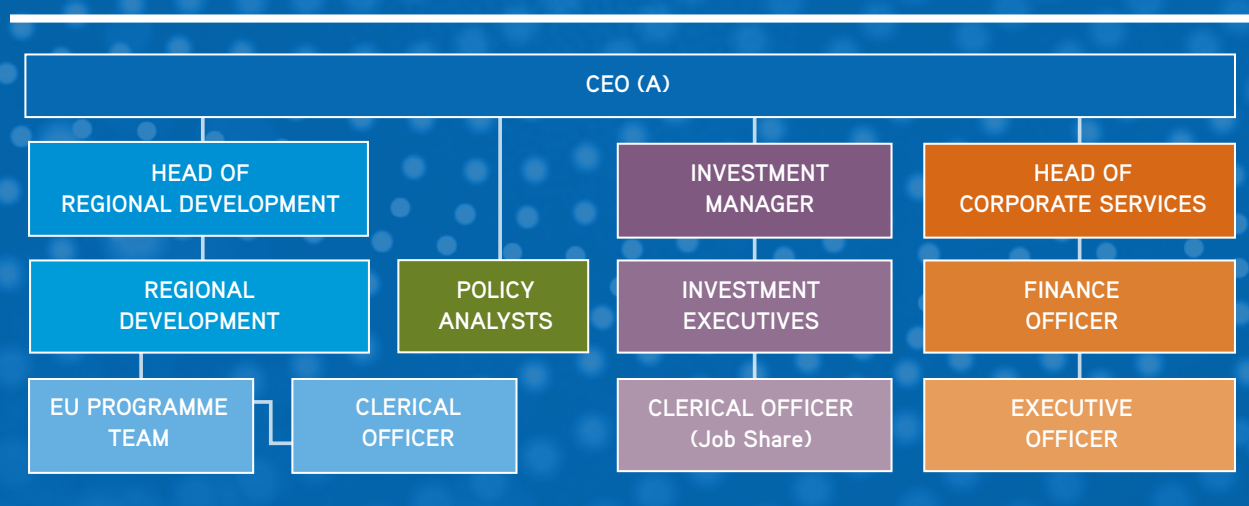 CEO (A)
HEAD OF
REGIONAL DEVELOPMENT
INVESTMENT
MANAGER
HEAD OF
CORPORATE SERVICES
REGIONAL
DEVELOPMENT
POLICY
ANALYSTS
INVESTMENT
EXECUTIVES
FINANCE
OFFICER
EU PROGRAMME
TEAM
CLERICAL
OFFICER
CLERICAL OFFICER
(Job Share)
EXECUTIVE
OFFICER